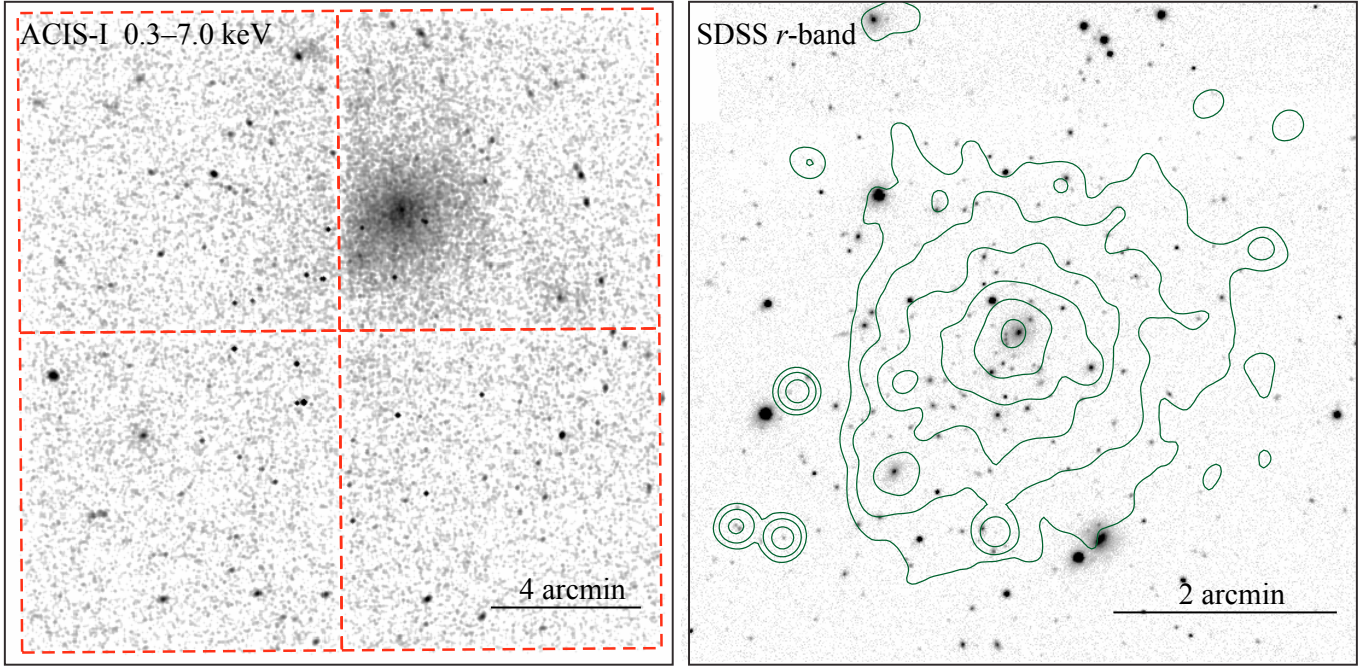 ACIS-I 0.3–7.0 keV
4 arcmin
SDSS r-band
2 arcmin